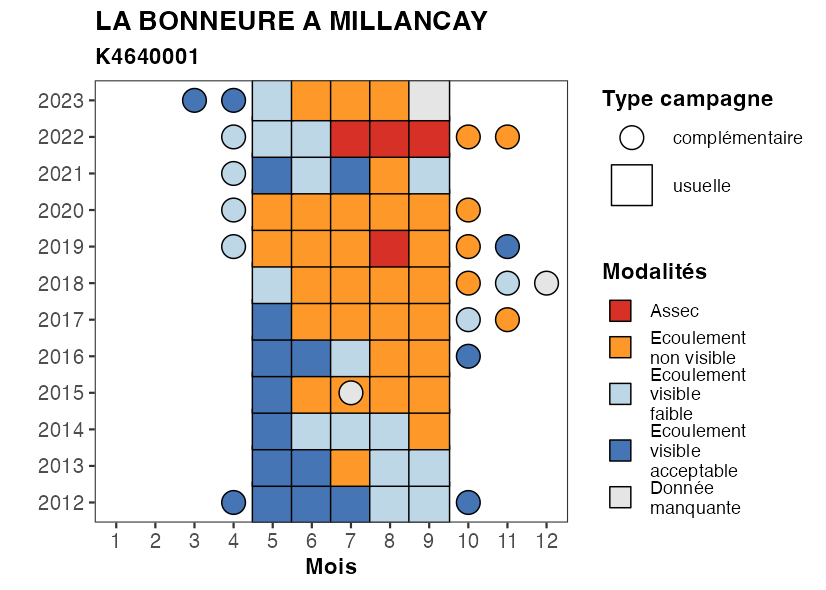 LA BONNEURE A MILLANCAY
K4640001
2023
2022
2021
2020
2019
2018
2017
2016
2015
2014
2013
2012
1 2 3 4 5 6 7 8 9 10 11 12
Mois
Type campagne
complémentaire
usuelle
Modalités
Assec
Ecoulement
non visible
Ecoulement
visible
faible
Ecoulement
visible
acceptable
Donnée
manquante